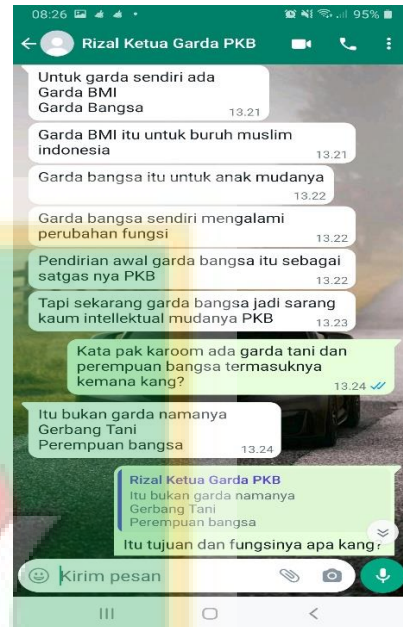 08:26
95%
Rizal Ketua Garda PKB
Untuk garda sendiri ada
Garda BMI
Garda Bangsa
13.21
Garda BMI itu untuk buruh muslim
indonesia
13.21
Garda bangsa itu untuk anak mudanya
13.22
Garda bangsa sendiri mengalami
perubahan fungsi
13.22
Pendirian awal garda bangsa itu sebagai
satgas nya PKB
13.22
Tapi sekarang garda bangsa jadi sarang
kaum intellektual mudanya PKB
13.23
Kata pak karoom ada garda tani dan
perempuan bangsa termasuknya
kemana kang?
13.24
Itu bukan garda namanya
Gerbang Tani
Perempuan bangsa
13.24
Rizal Ketua Garda PKB
Itu bukan garda namanya
Gerbang Tani
Perempuan bangsa
Itu tujuan dan fungsinya apa kang?
Kirim pesan